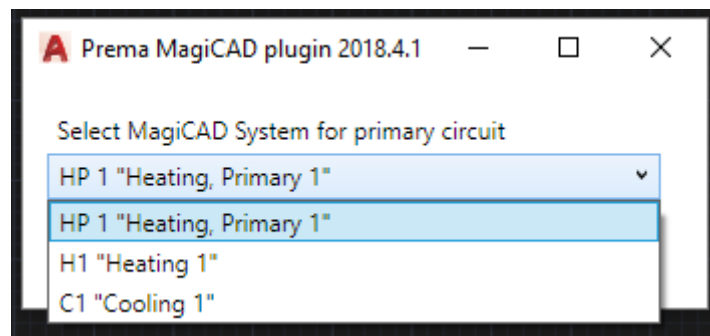 Prema MagiCAD plugin 2018.4.1
Select MagiCAD System for primary circuit
HP 1 "Heating, Primary 1"
HP 1 "Heating, Primary 1"
H1 "Heating 1"
C1 "Cooling 1"